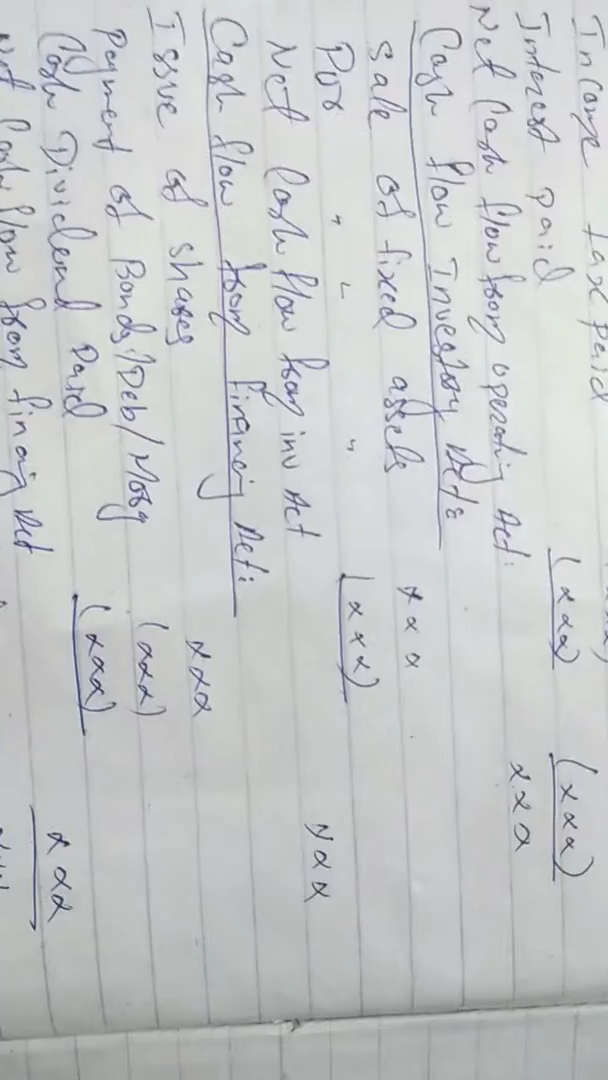 Income tax paid
Interest paid (xxx) (xxx)
Net Cash flow from operating Act: xxx
Cash flow Investing Act:
Sale of fixed assets xxx
Pur " " " (xxx)
Net Cash flow from inv Act xxx
Cash flow from Financing Act:
Issue of shares xxx
Payment of Bonds/Deb/Morg (xxx)
Cash Dividend Paid (xxx)
Net Cash flow from financing Act xxx